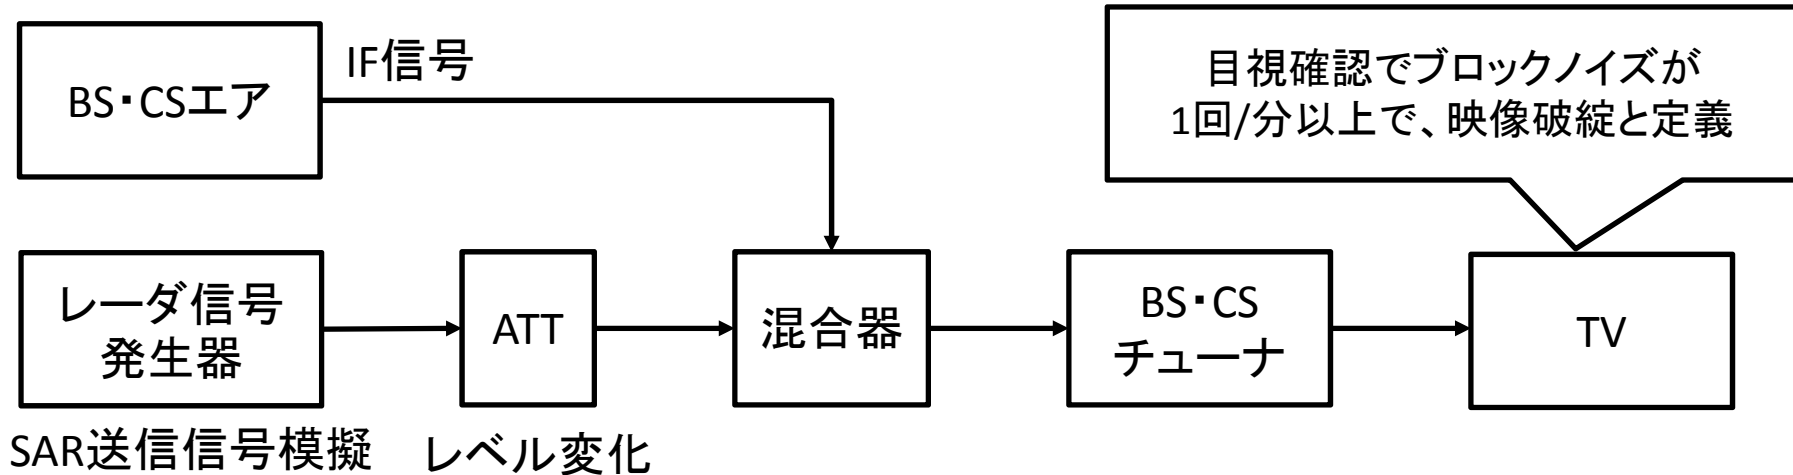 BS・CSエア
IF信号
目視確認でブロックノイズが
1回/分以上で、映像破綻と定義
レーダ信号
発生器
ATT
混合器
BS・CS
チューナ
TV
SAR送信信号模擬
レベル変化